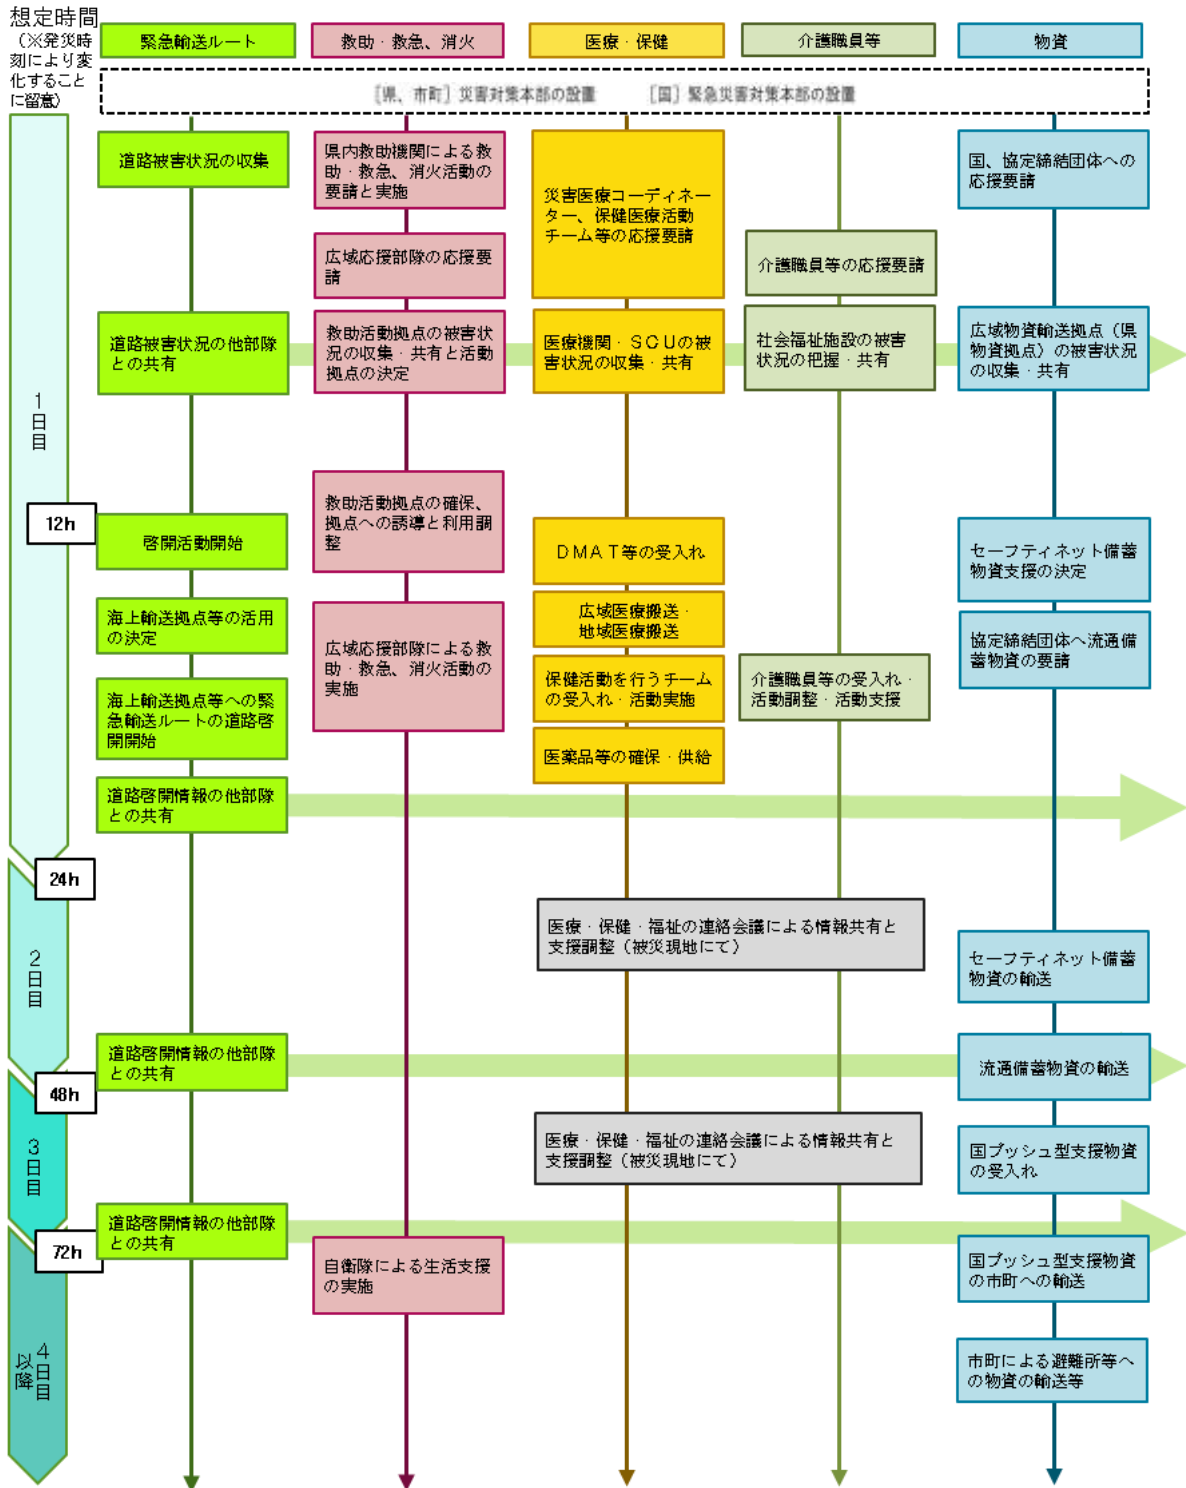 想定時間
（※発災時
刻により変
化すること
に留意）
緊急輸送ルート
救助・救急、消火
医療・保健
介護職員等
物資
［県、市町］災害対策本部の設置　　［国］緊急災害対策本部の設置
1日目
12h
24h
2日目
48h
3日目
72h
4日目
以降
道路被害状況の収集
道路被害状況の他部隊
との共有
啓開活動開始
海上輸送拠点等の活用
の決定
海上輸送拠点等への緊
急輸送ルートの道路啓
開開始
道路啓開情報の他部隊
との共有
道路啓開情報の他部隊
との共有
道路啓開情報の他部隊
との共有
県内救助機関による救
助・救急、消火活動の
要請と実施
広域応援部隊の応援要
請
救助活動拠点の被害状
況の収集・共有と活動
拠点の決定
救助活動拠点の確保、
拠点への誘導と利用調
整
広域応援部隊による救
助・救急、消火活動の
実施
自衛隊による生活支援
の実施
災害医療コーディネー
ター、保健医療活動
チーム等の応援要請
医療機関・ＳＣＵの被
害状況の収集・共有
ＤＭＡＴ等の受入れ
広域医療搬送・
地域医療搬送
保健活動を行うチーム
の受入れ・活動実施
医薬品等の確保・供給
介護職員等の応援要請
社会福祉施設の被害
状況の把握・共有
介護職員等の受入れ・
活動調整・活動支援
医療・保健・福祉の連絡会議による情報共有と
支援調整（被災現地にて）
医療・保健・福祉の連絡会議による情報共有と
支援調整（被災現地にて）
国、協定締結団体への
応援要請
広域物資輸送拠点（県
物資拠点）の被害状況
の収集・共有
セーフティネット備蓄
物資支援の決定
協定締結団体へ流通備
蓄物資の要請
セーフティネット備蓄
物資の輸送
流通備蓄物資の輸送
国プッシュ型支援物資
の受入れ
国プッシュ型支援物資
の市町への輸送
市町による避難所等へ
の物資の輸送等